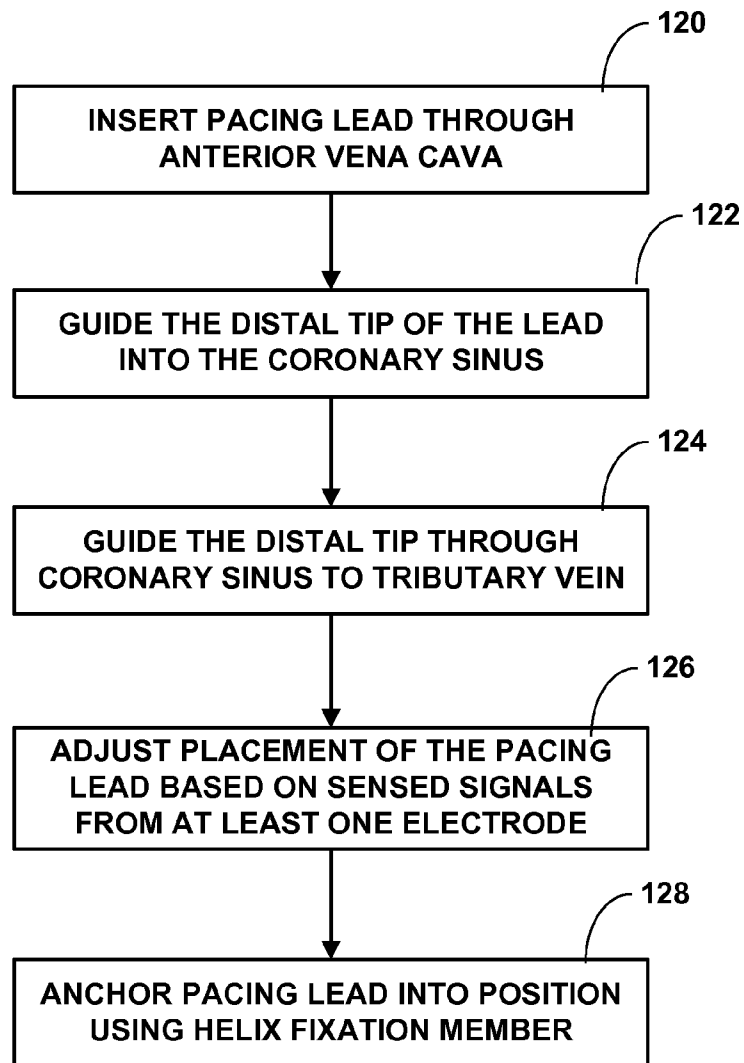 120
INSERT PACING LEAD THROUGH
ANTERIOR VENA CAVA
122
GUIDE THE DISTAL TIP OF THE LEAD
INTO THE CORONARY SINUS
124
GUIDE THE DISTAL TIP THROUGH
CORONARY SINUS TO TRIBUTARY VEIN
126
ADJUST PLACEMENT OF THE PACING
LEAD BASED ON SENSED SIGNALS
FROM AT LEAST ONE ELECTRODE
128
ANCHOR PACING LEAD INTO POSITION
USING HELIX FIXATION MEMBER